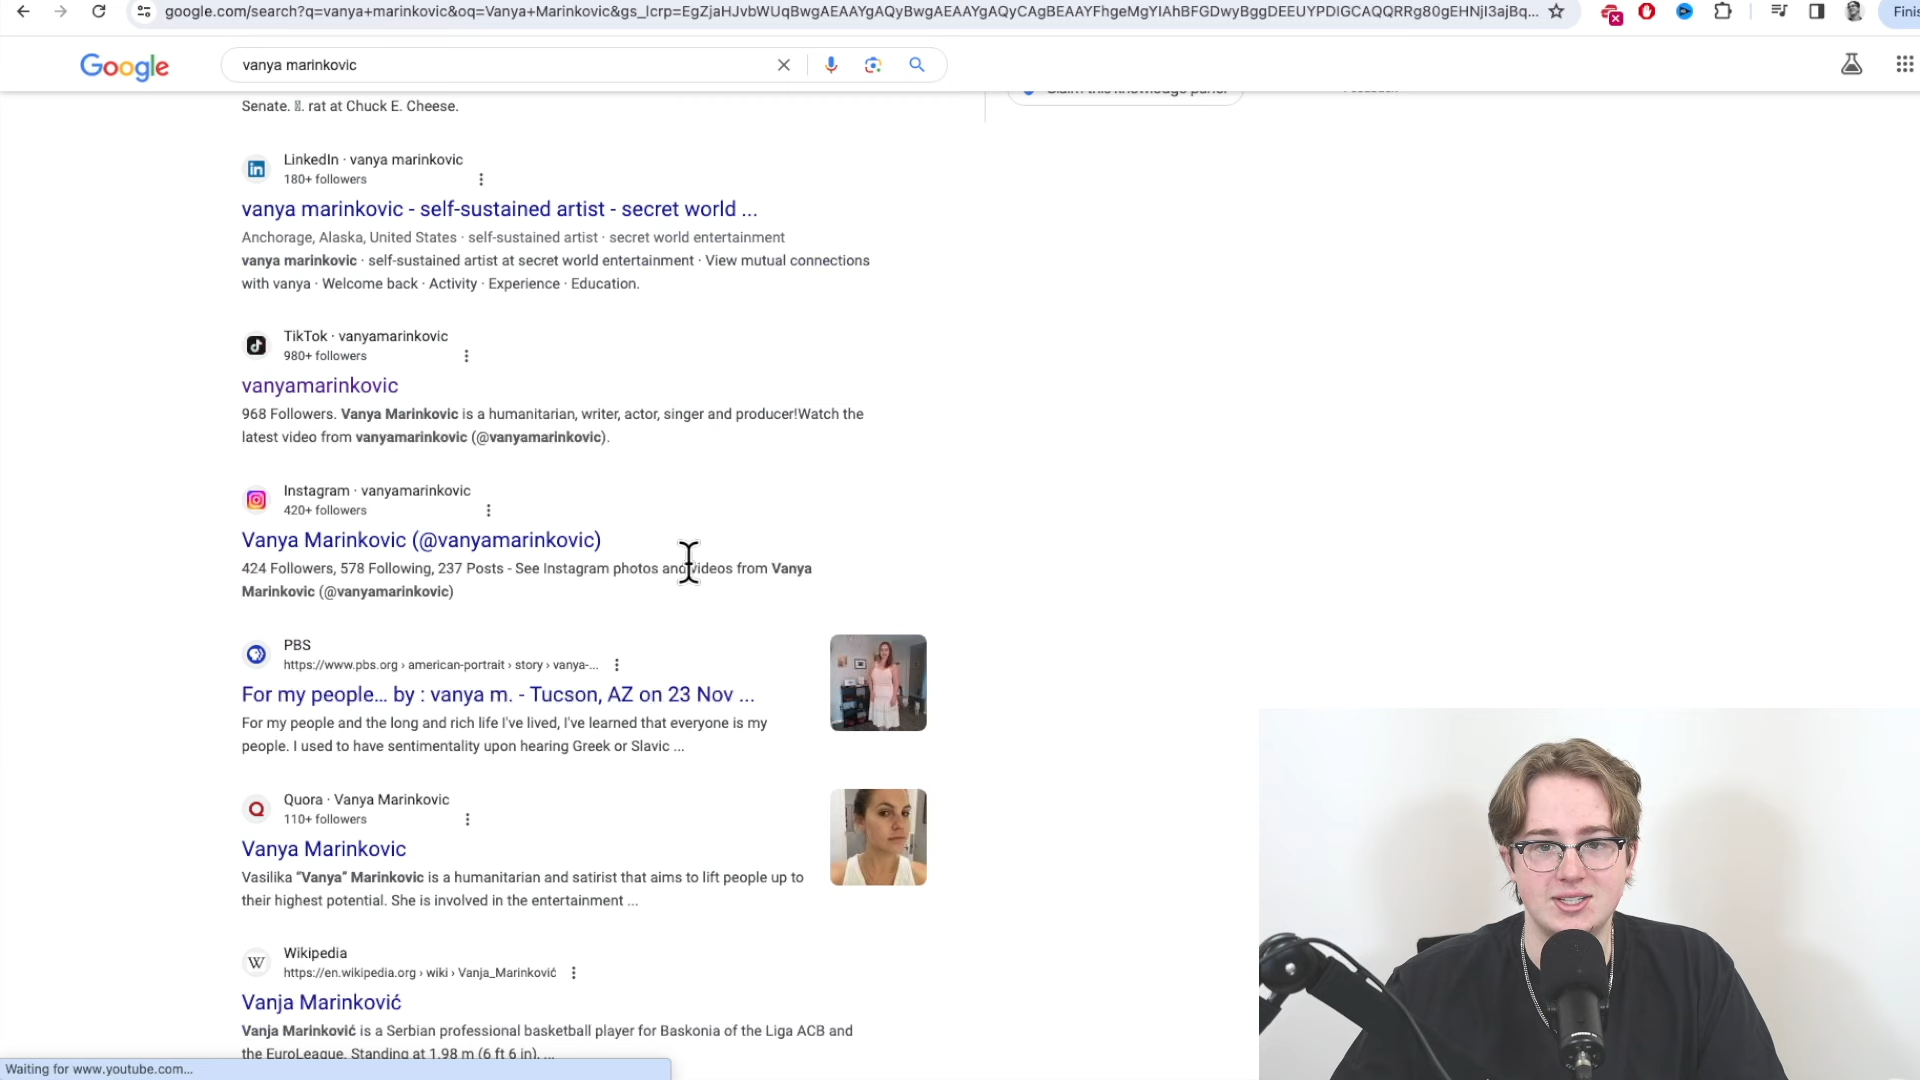 google.com/search?q=vanya+marinkovic&oq=Vanya+Marinkovic&gs_lcrp=EgZjaHJvbWUqBwgAEAAYgAQyBwgAEAAYgAQyCAgBEAAYFhgeMgYIAhBFGDwyBggDEEUYPDIGCAQQRRg80gEHNjI3ajBq...
Finis
Google
vanya marinkovic
Senate. rat at Chuck E. Cheese.
Claim this knowledge panel
LinkedIn · vanya marinkovic
180+ followers
vanya marinkovic - self-sustained artist - secret world ...
Anchorage, Alaska, United States · self-sustained artist · secret world entertainment
vanya marinkovic · self-sustained artist at secret world entertainment · View mutual connections
with vanya · Welcome back · Activity · Experience · Education.
TikTok · vanyamarinkovic
980+ followers
vanyamarinkovic
968 Followers. Vanya Marinkovic is a humanitarian, writer, actor, singer and producer!Watch the
latest video from vanyamarinkovic (@vanyamarinkovic).
Instagram · vanyamarinkovic
420+ followers
Vanya Marinkovic (@vanyamarinkovic)
424 Followers, 578 Following, 237 Posts - See Instagram photos and videos from Vanya
Marinkovic (@vanyamarinkovic)
PBS
https://www.pbs.org › american-portrait › story › vanya-...
For my people… by : vanya m. - Tucson, AZ on 23 Nov ...
For my people and the long and rich life I've lived, I've learned that everyone is my
people. I used to have sentimentality upon hearing Greek or Slavic ...
Quora · Vanya Marinkovic
110+ followers
Vanya Marinkovic
Vasilika “Vanya” Marinkovic is a humanitarian and satirist that aims to lift people up to
their highest potential. She is involved in the entertainment ...
W
Wikipedia
https://en.wikipedia.org › wiki › Vanja_Marinković
Vanja Marinković
Vanja Marinković is a Serbian professional basketball player for Baskonia of the Liga ACB and
the EuroLeague. Standing at 1.98 m (6 ft 6 in), ...
Waiting for www.youtube.com...